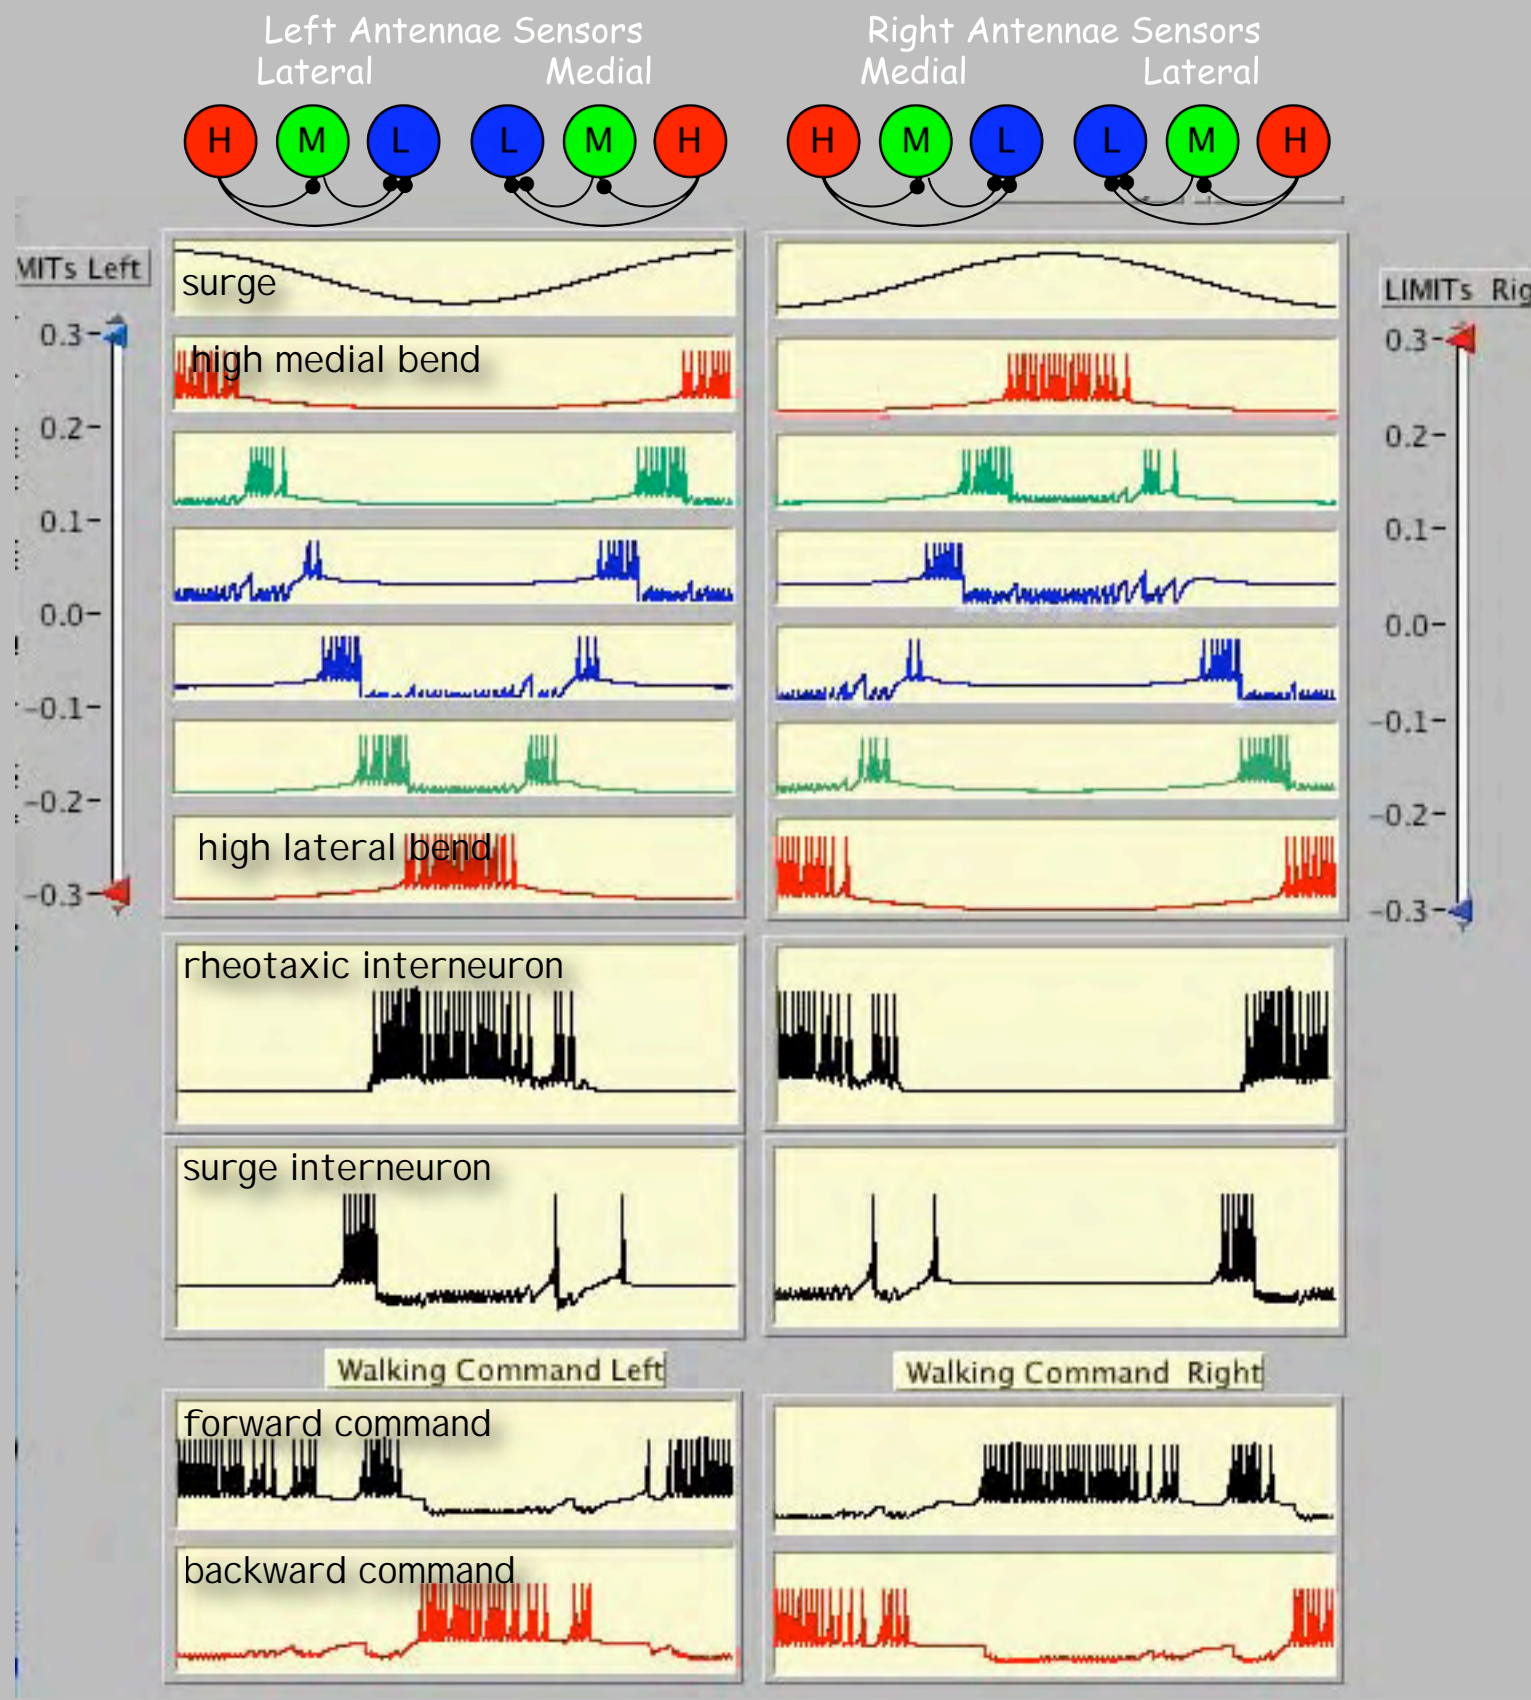 Left Antennae Sensors Right Antennae Sensors
Lateral Medial Medial Lateral
H M L L M H H M L L M H
MITs Left
LIMITs Rig
surge
high medial bend
0.3
0.2
0.1
0.0
-0.1
-0.2
-0.3
0.3
0.2
0.1
0.0
-0.1
-0.2
-0.3
high lateral bend
rheotaxic interneuron
surge interneuron
Walking Command Left
Walking Command Right
forward command
backward command